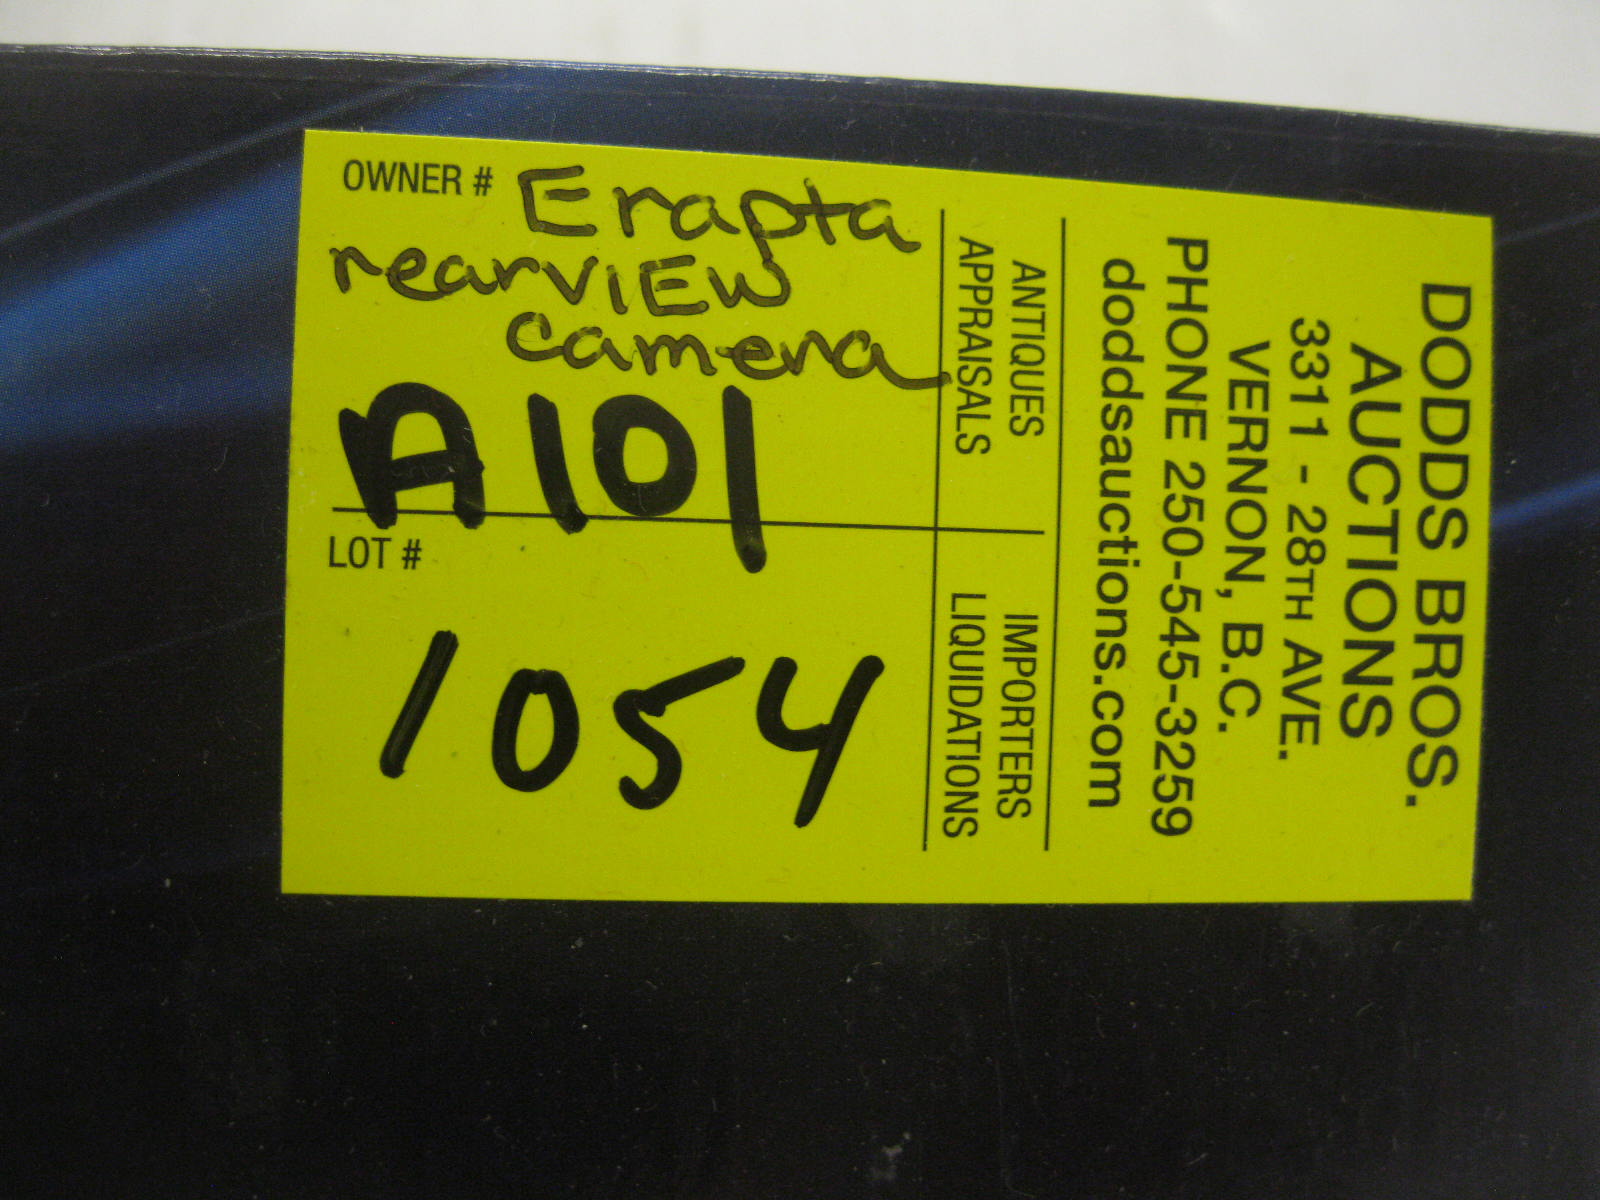 OWNER # Erapta
rearvIEw
camera
A101
LOT #
1054
DODDS BROS.
AUCTIONS
3311 - 28TH AVE.
VERNON, B.C.
PHONE 250-545-3259
doddsauctions.com
ANTIQUES
APPRAISALS
IMPORTERS
LIQUIDATIONS